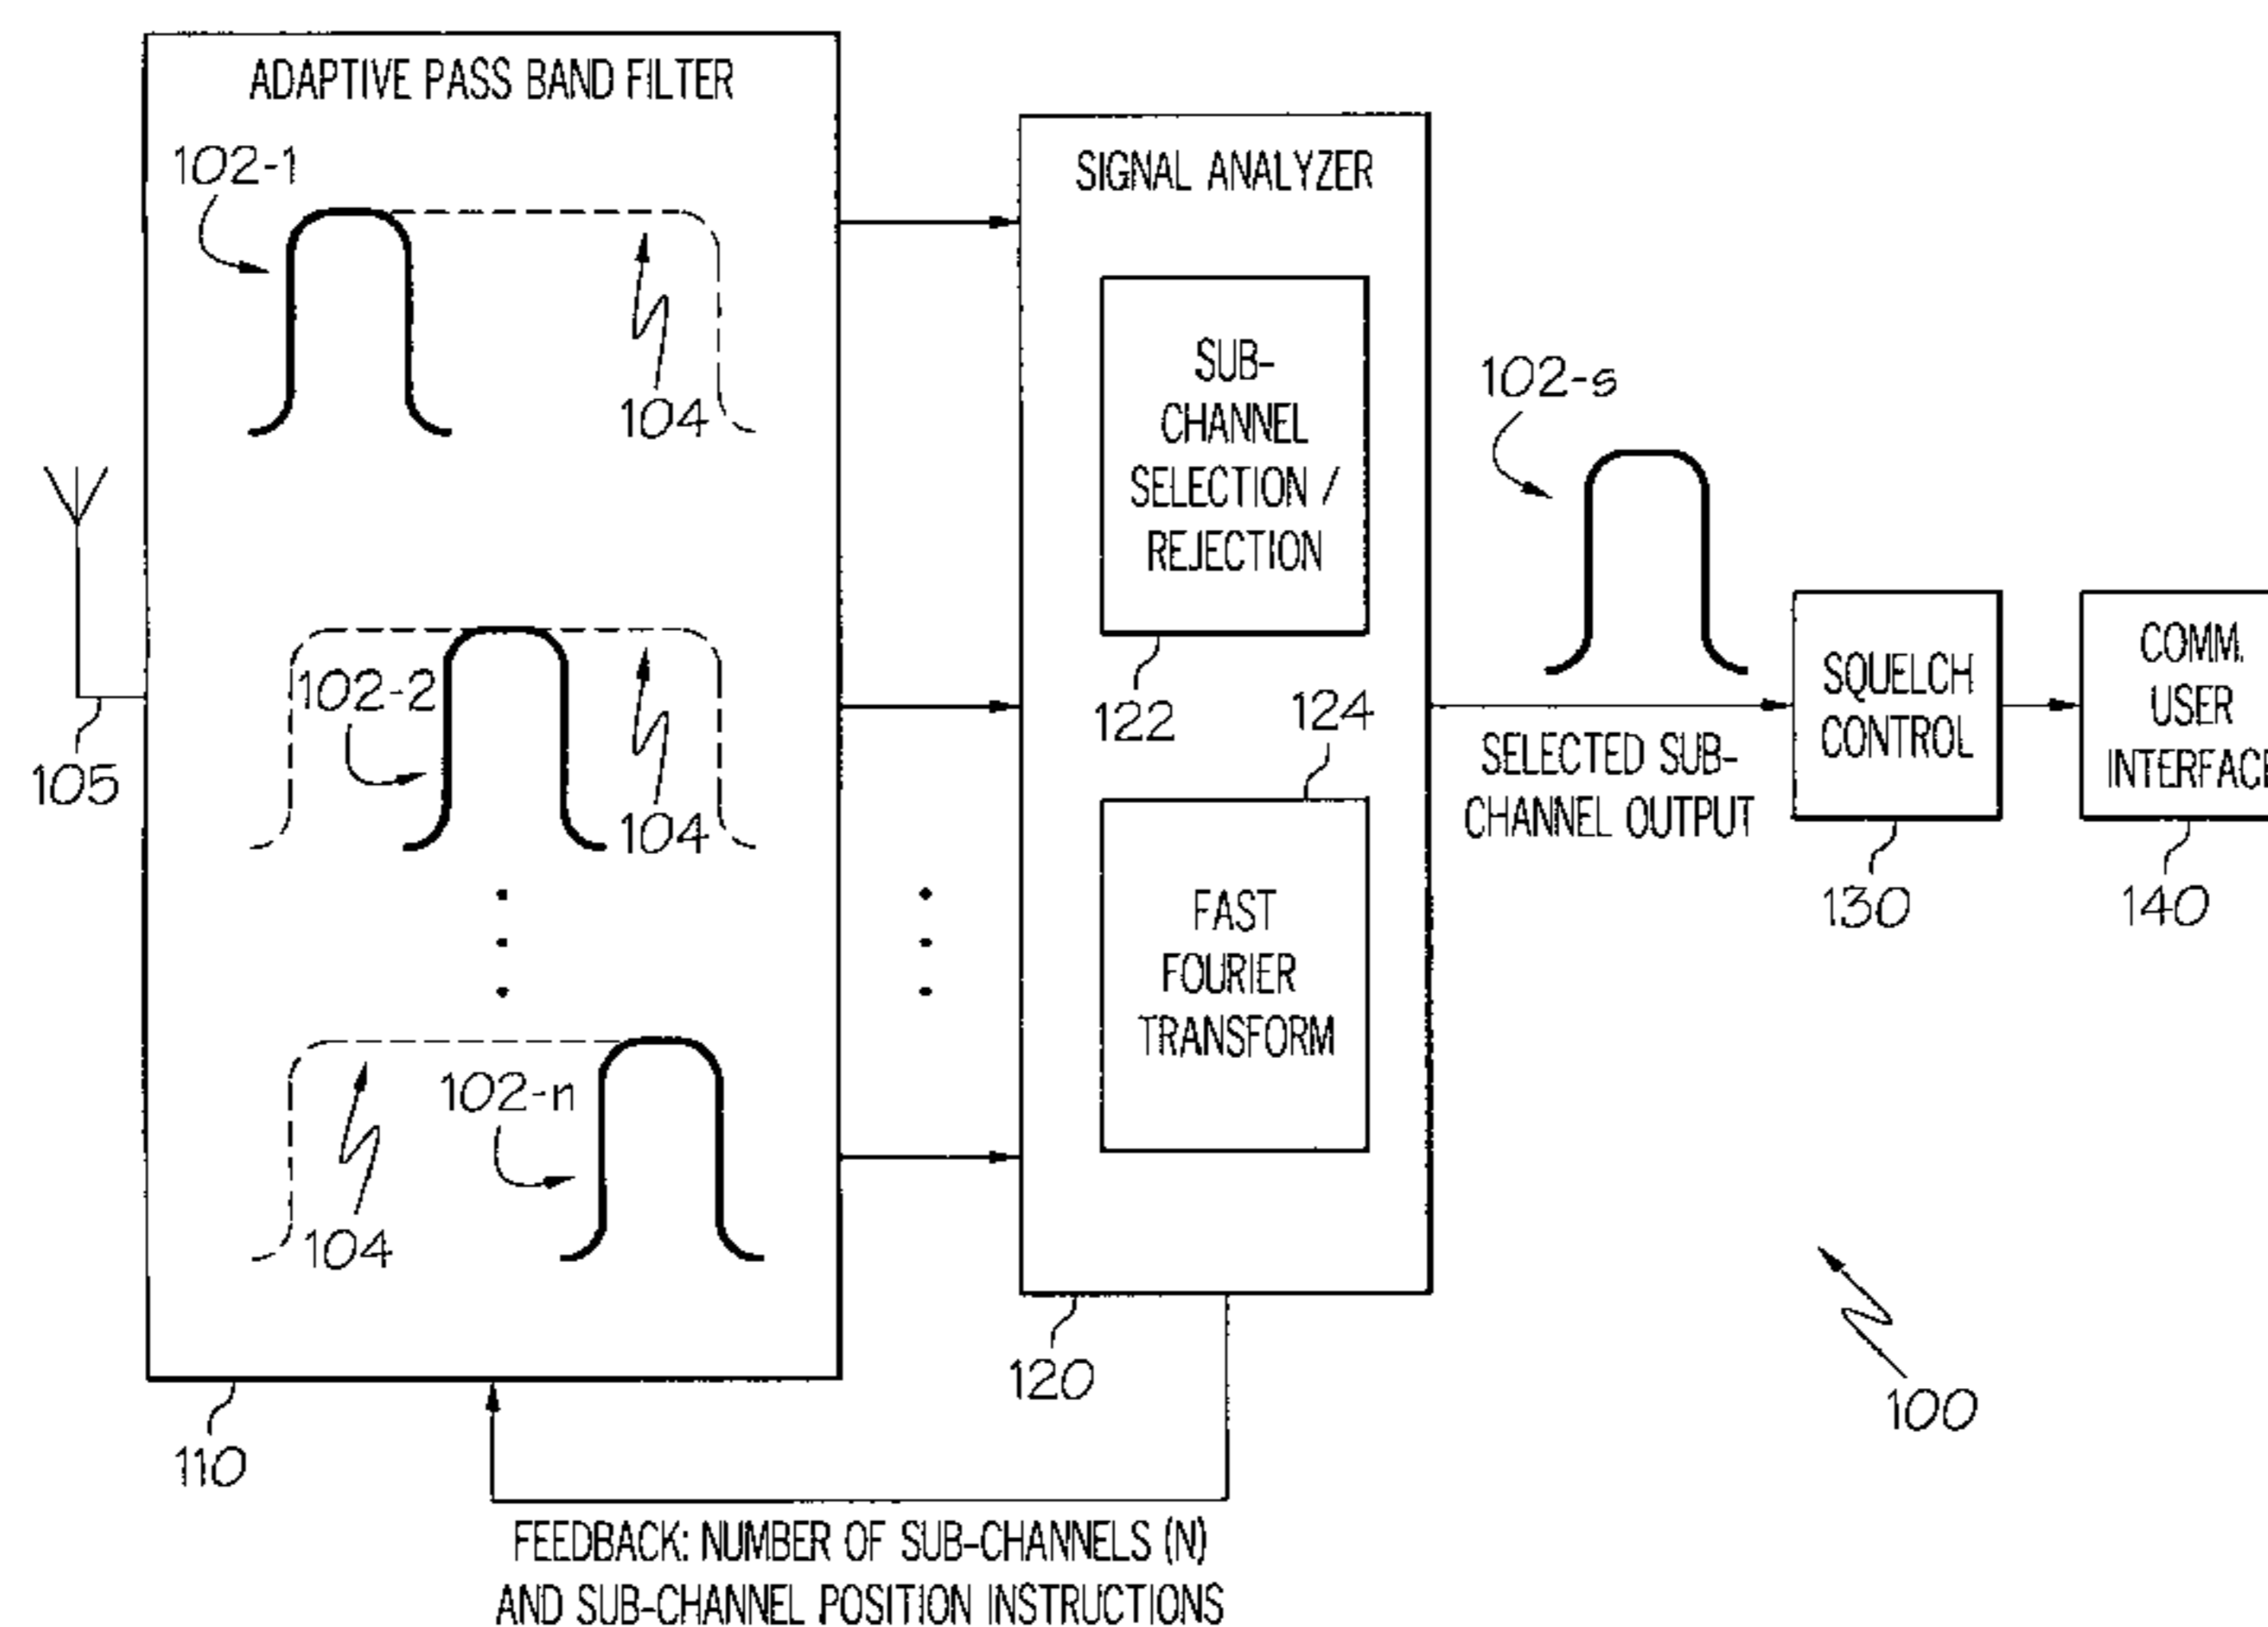 ADAPTIVE PASS BAND FILTER
102-1
104
102-2
104
102-n
104
105
110
SIGNAL ANALYZER
SUB-
CHANNEL
SELECTION /
REJECTION
122
124
FAST
FOURIER
TRANSFORM
120
102-s
SELECTED SUB-
CHANNEL OUTPUT
SQUELCH
CONTROL
130
COMM.
USER
INTERFACE
140
100
FEEDBACK: NUMBER OF SUB-CHANNELS (N)
AND SUB-CHANNEL POSITION INSTRUCTIONS